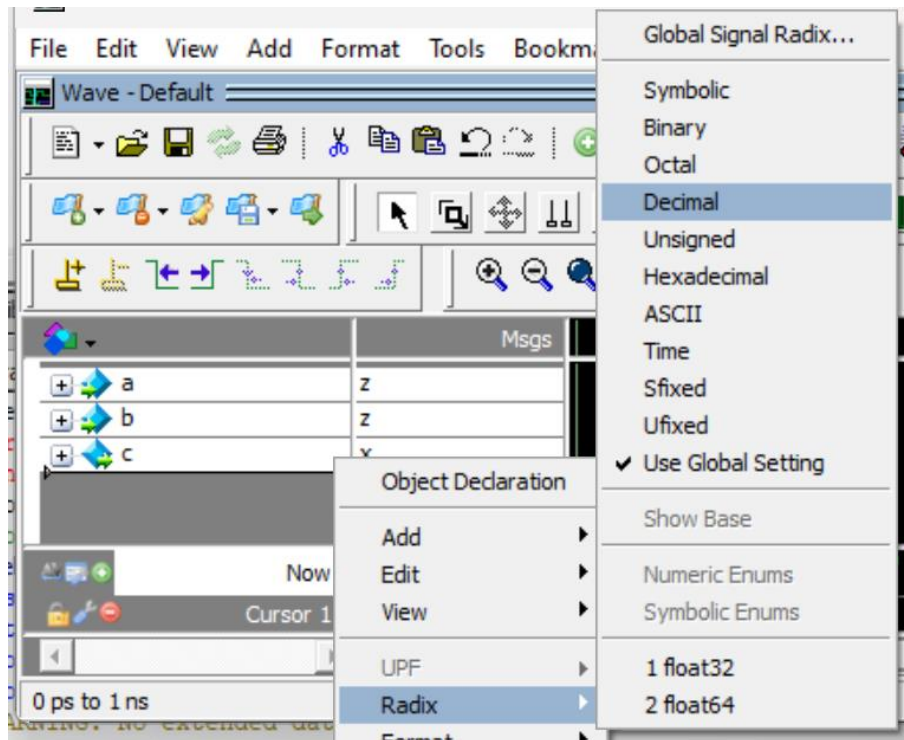 File Edit View Add Format Tools Bookma
Wave - Default
Msgs
a z
b z
c x
Now
Cursor 1
0 ps to 1 ns
Object Declaration
Add
Edit
View
UPF
Radix
Format
Global Signal Radix...
Symbolic
Binary
Octal
Decimal
Unsigned
Hexadecimal
ASCII
Time
Sfixed
Ufixed
Use Global Setting
Show Base
Numeric Enums
Symbolic Enums
1 float32
2 float64